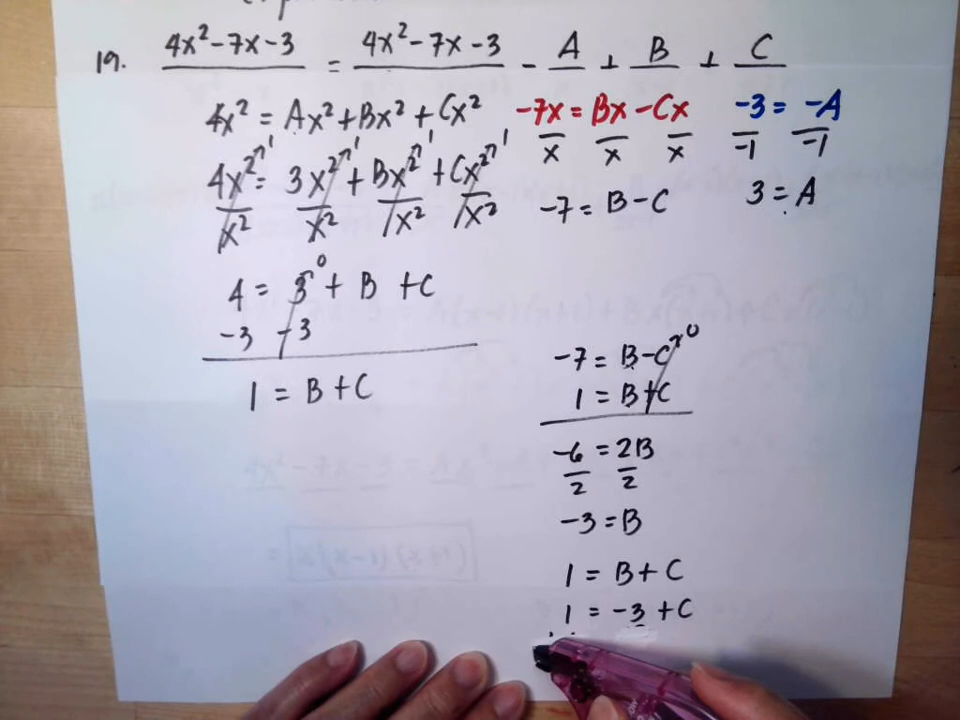 19. 4x²-7x-3 = 4x²-7x-3 - A + B + C
4x² = Ax² + Bx² + Cx²
4x² = 3x² + Bx² + Cx²
x² x² x² x²
4 = 3 + B + C
-3 -3
1 = B + C
-7x = Bx - Cx
x x x
-7 = B - C
-3 = -A
-1 -1
3 = A
-7 = B - C
1 = B + C
-6 = 2B
2 2
-3 = B
1 = B + C
1 = -3 + C